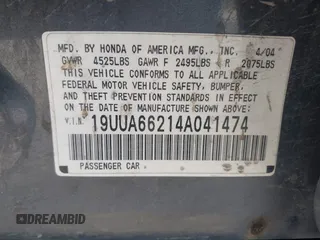 MFD. BY HONDA OF AMERICA MFG., INC. 4/04
GVWR 4525LBS GAWR F 2495LBS R 2075LBS
THIS VEHICLE CONFORMS TO ALL APPLICABLE
FEDERAL MOTOR VEHICLE SAFETY, BUMPER,
AND THEFT PREVENTION STANDARDS IN EFFECT
ON THE DATE OF MANUFACTURE SHOWN ABOVE.
V.I.N. 19UUA66214A041474
PASSENGER CAR
DREAMBID